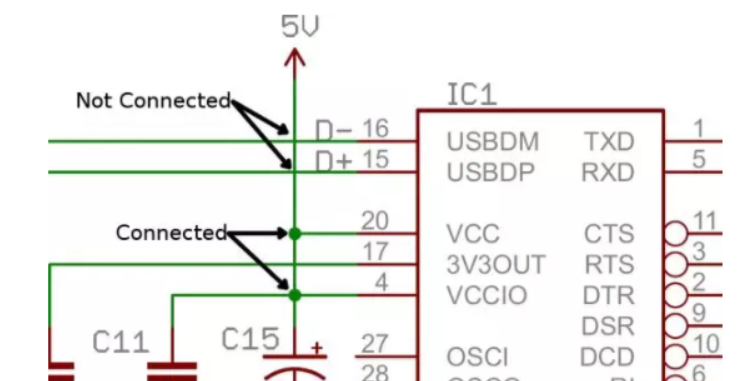 5V
IC1
Not Connected
D- 16
D+ 15
USBDM TXD 1
USBDP RXD 5
Connected
20 VCC CTS 11
17 3V3OUT RTS 3
4 VCCIO DTR 2
DSR 9
C11 C15 +
27 OSCI DCD 10
28 6